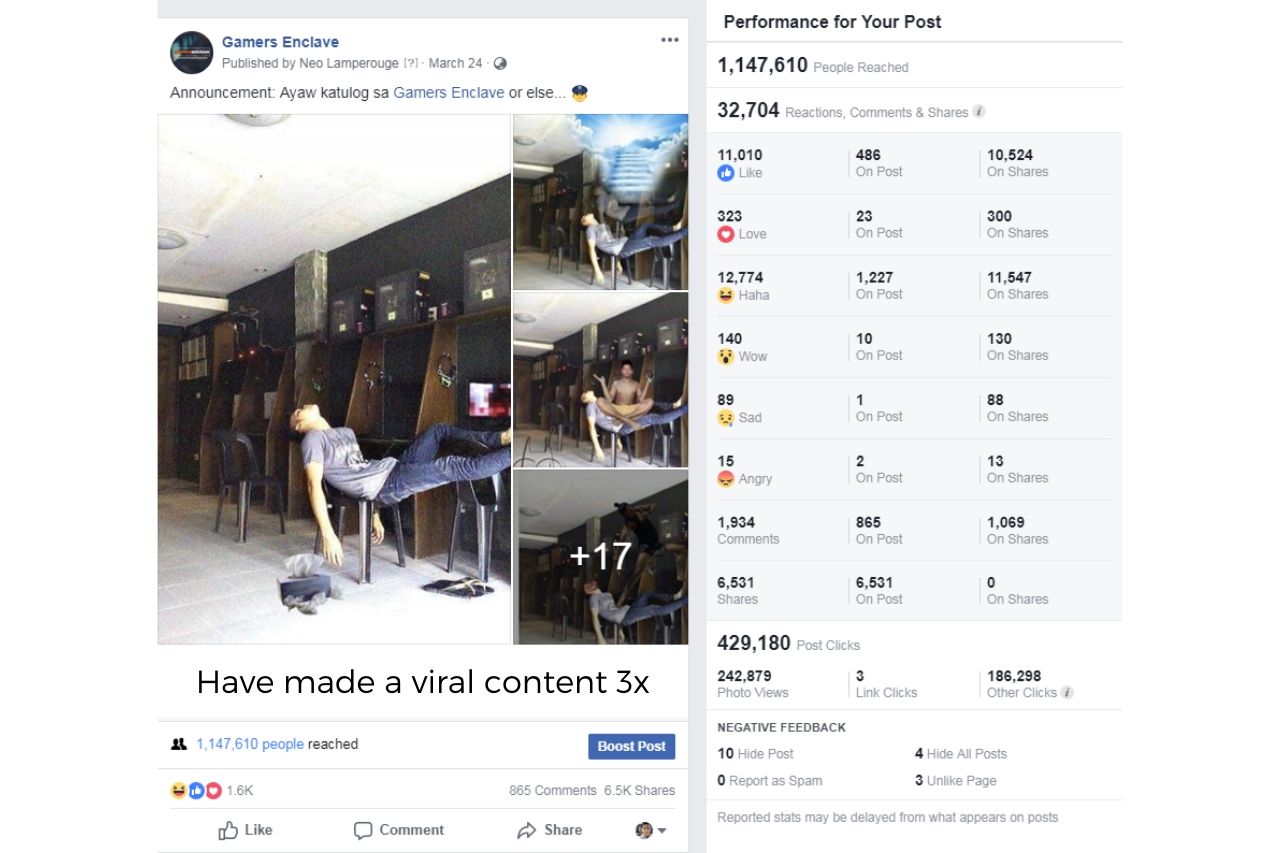 Gamers Enclave
Published by Neo Lamperouge [?] · March 24 ·
Announcement: Ayaw katulog sa Gamers Enclave or else...
+17
Have made a viral content 3x
1,147,610 people reached
Boost Post
1.6K
865 Comments 6.5K Shares
Like
Comment
Share
Performance for Your Post
1,147,610 People Reached
32,704 Reactions, Comments & Shares
11,010 486 10,524
Like On Post On Shares
323 23 300
Love On Post On Shares
12,774 1,227 11,547
Haha On Post On Shares
140 10 130
Wow On Post On Shares
89 1 88
Sad On Post On Shares
15 2 13
Angry On Post On Shares
1,934 865 1,069
Comments On Post On Shares
6,531 6,531 0
Shares On Post On Shares
429,180 Post Clicks
242,879 3 186,298
Photo Views Link Clicks Other Clicks
NEGATIVE FEEDBACK
10 Hide Post 4 Hide All Posts
0 Report as Spam 3 Unlike Page
Reported stats may be delayed from what appears on posts